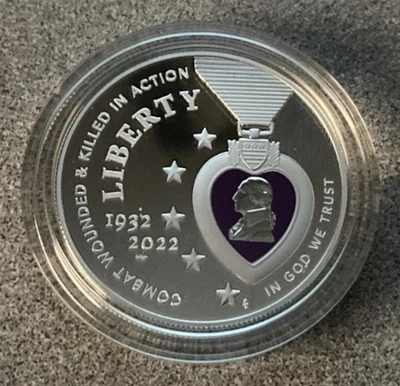 COMBAT WOUNDED & KILLED IN ACTION
LIBERTY
1932
2022
IN GOD WE TRUST